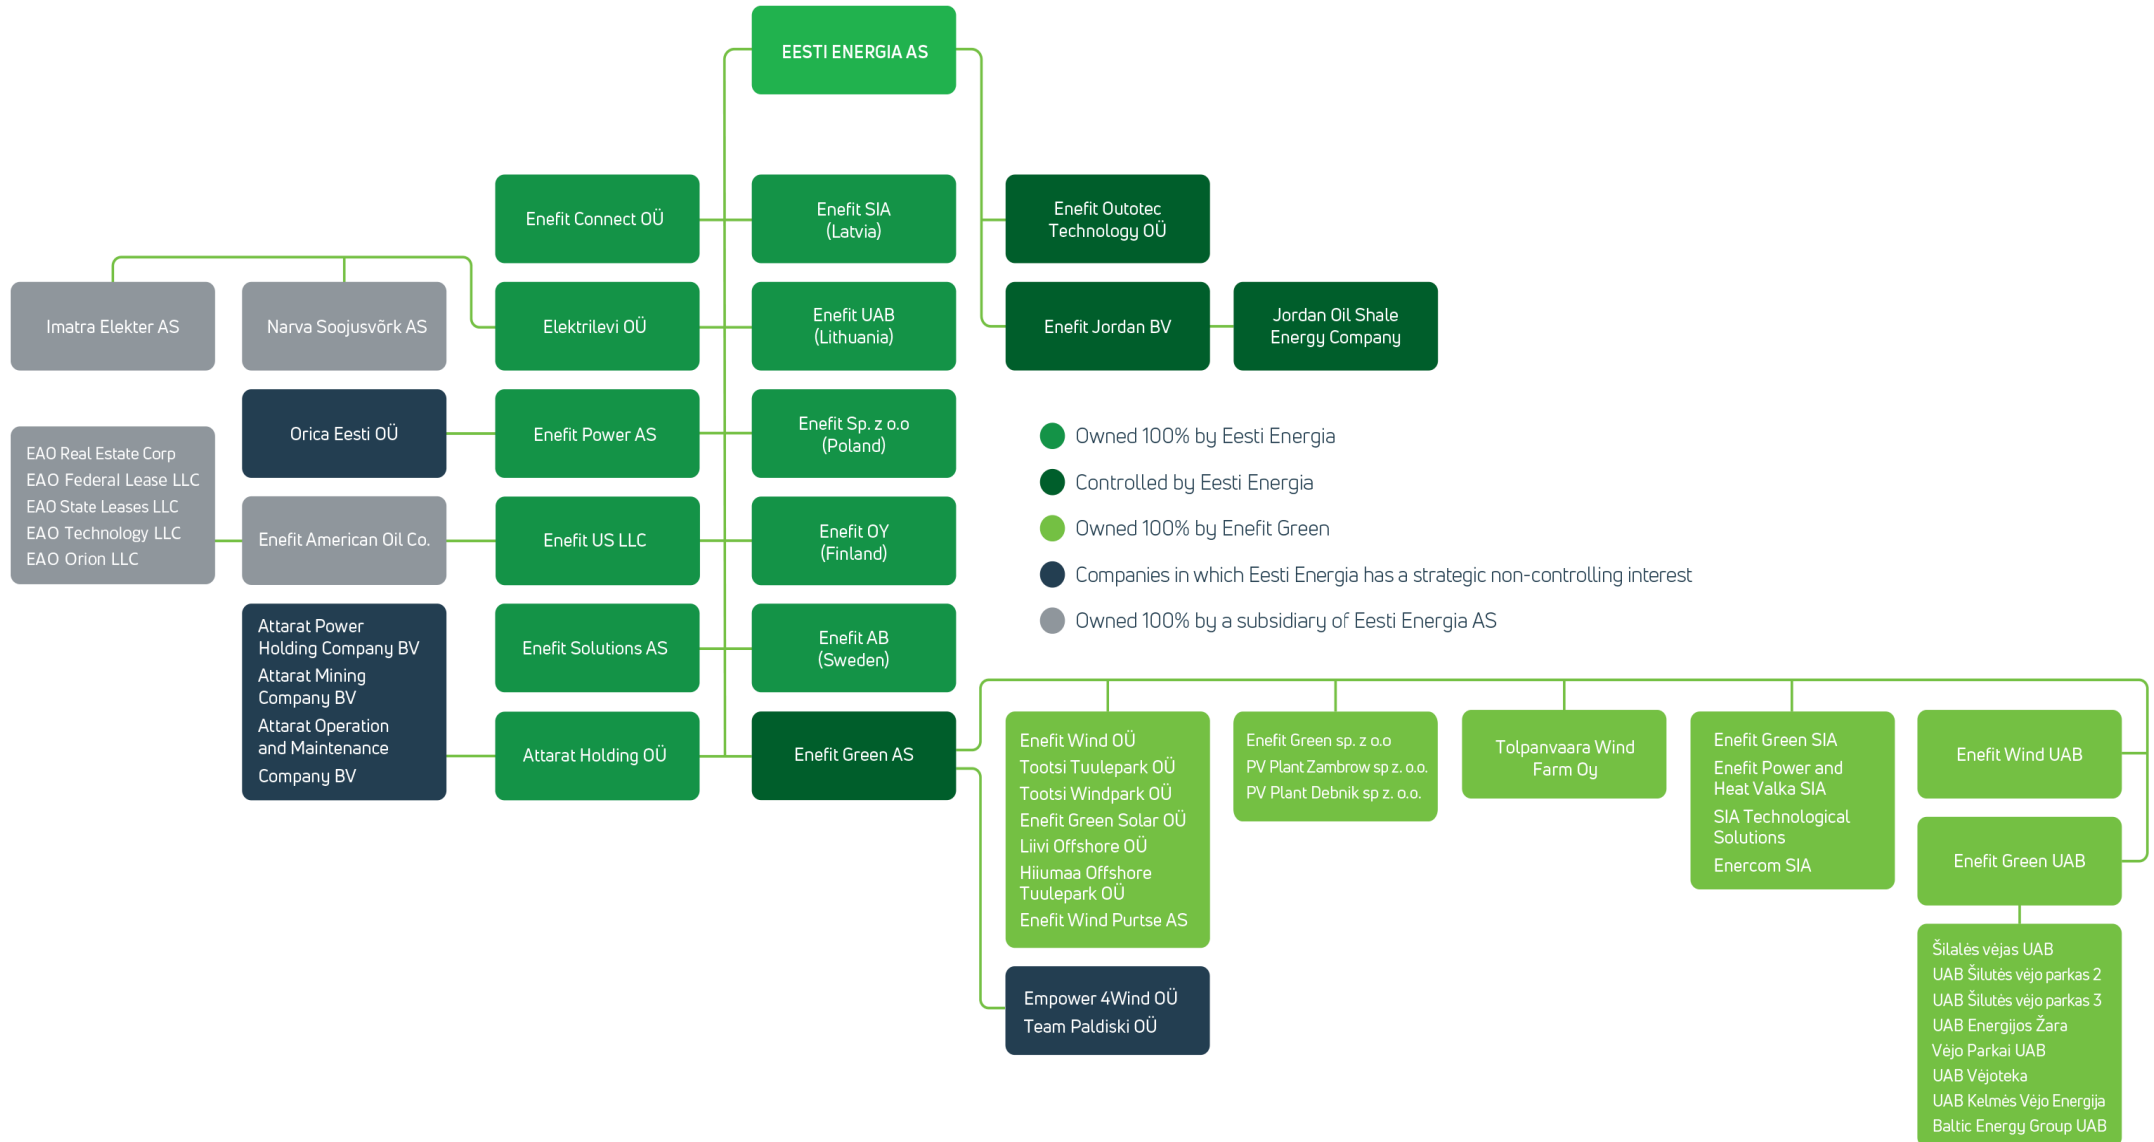 EESTI ENERGIA AS
Enefit Connect OÜ
Enefit SIA
(Latvia)
Enefit Outotec
Technology OÜ
Imatra Elekter AS
Narva Soojusvõrk AS
Elektrilevi OÜ
Enefit UAB
(Lithuania)
Enefit Jordan BV
Jordan Oil Shale
Energy Company
Orica Eesti OÜ
Enefit Power AS
Enefit Sp. z o.o
(Poland)
EAO Real Estate Corp
EAO Federal Lease LLC
EAO State Leases LLC
EAO Technology LLC
EAO Orion LLC
Enefit American Oil Co.
Enefit US LLC
Enefit OY
(Finland)
Owned 100% by Eesti Energia
Controlled by Eesti Energia
Owned 100% by Enefit Green
Companies in which Eesti Energia has a strategic non-controlling interest
Owned 100% by a subsidiary of Eesti Energia AS
Enefit Solutions AS
Enefit AB
(Sweden)
Attarat Power
Holding Company BV
Attarat Mining
Company BV
Attarat Operation
and Maintenance
Company BV
Attarat Holding OÜ
Enefit Green AS
Enefit Wind OÜ
Tootsi Tuulepark OÜ
Tootsi Windpark OÜ
Enefit Green Solar OÜ
Liivi Offshore OÜ
Hiiumaa Offshore
Tuulepark OÜ
Enefit Wind Purtse AS
Enefit Green sp. z o.o
PV Plant Zambrow sp z. o.o.
PV Plant Debnik sp z. o.o.
Tolpanvaara Wind
Farm Oy
Enefit Green SIA
Enefit Power and
Heat Valka SIA
SIA Technological
Solutions
Enercom SIA
Enefit Wind UAB
Enefit Green UAB
Empower 4Wind OÜ
Team Paldiski OÜ
Šilalės vėjas UAB
UAB Šilutės vėjo parkas 2
UAB Šilutės vėjo parkas 3
UAB Energijos Žara
Vėjo Parkai UAB
UAB Vėjoteka
UAB Kelmės Vėjo Energija
Baltic Energy Group UAB